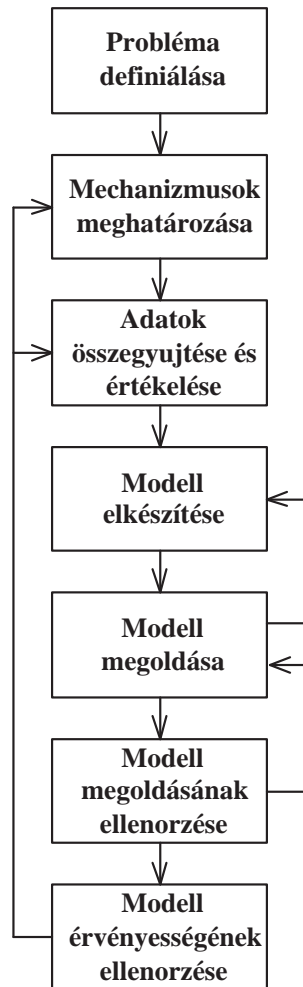 Probléma
definiálása
Mechanizmusok
meghatározása
Adatok
összegyujtése és
értékelése
Modell
elkészítése
Modell
megoldása
Modell
megoldásának
ellenorzése
Modell
érvényességének
ellenorzése